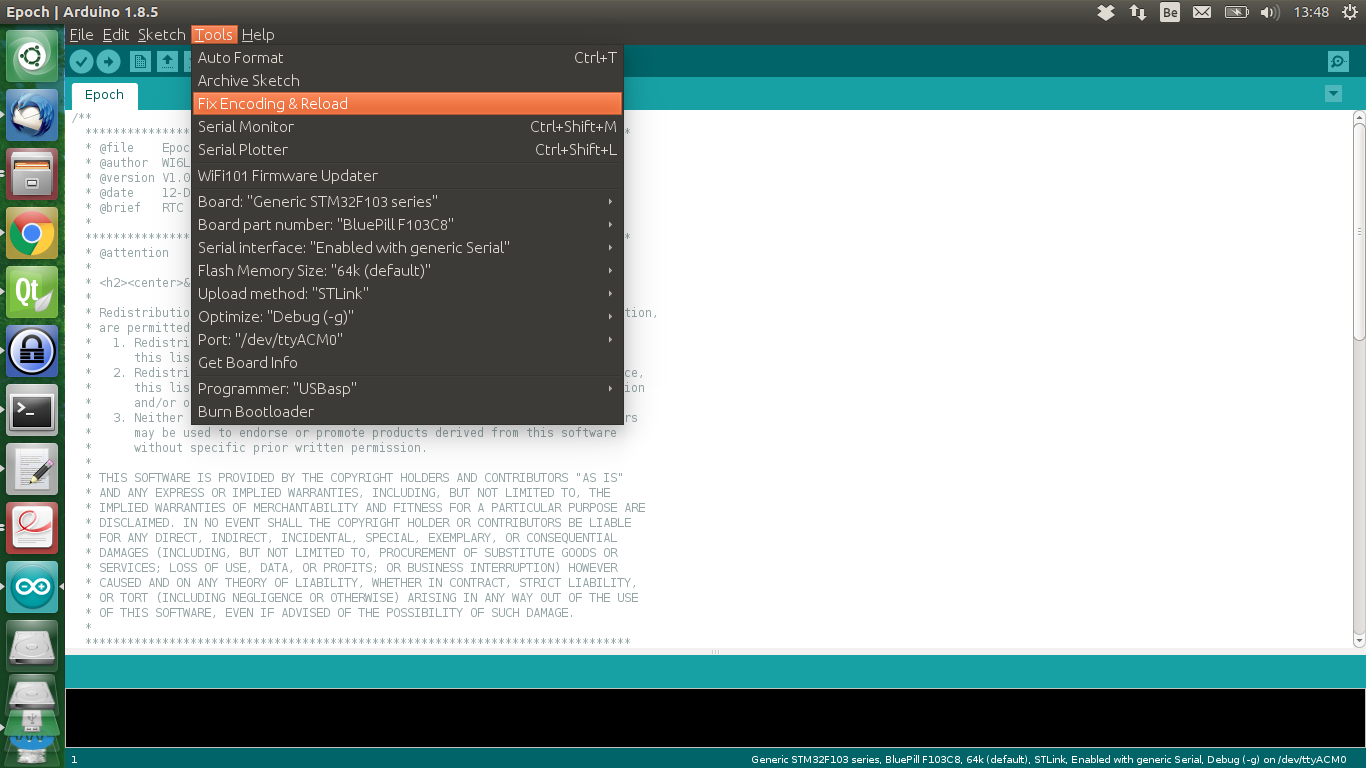 Epoch | Arduino 1.8.5
Be
13:48
File Edit Sketch Tools Help
Auto Format Ctrl+T
Archive Sketch
Fix Encoding & Reload
Serial Monitor Ctrl+Shift+M
Serial Plotter Ctrl+Shift+L
WiFi101 Firmware Updater
Board: "Generic STM32F103 series"
Board part number: "BluePill F103C8"
Serial interface: "Enabled with generic Serial"
Flash Memory Size: "64k (default)"
Upload method: "STLink"
Optimize: "Debug (-g)"
Port: "/dev/ttyACM0"
Get Board Info
Programmer: "USBasp"
Burn Bootloader
Epoch
/**
* @file Epoc
* @author WI6L
* @version V1.0
* @date 12-D
* @brief RTC
*
* @attention
*
* <h2><center>&
*
* Redistributio tion,
* are permitted
* 1. Redistri
* this lis
* 2. Redistri ce,
* this lis ion
* and/or o
* 3. Neither rs
* may be used to endorse or promote products derived from this software
* without specific prior written permission.
*
* THIS SOFTWARE IS PROVIDED BY THE COPYRIGHT HOLDERS AND CONTRIBUTORS "AS IS"
* AND ANY EXPRESS OR IMPLIED WARRANTIES, INCLUDING, BUT NOT LIMITED TO, THE
* IMPLIED WARRANTIES OF MERCHANTABILITY AND FITNESS FOR A PARTICULAR PURPOSE ARE
* DISCLAIMED. IN NO EVENT SHALL THE COPYRIGHT HOLDER OR CONTRIBUTORS BE LIABLE
* FOR ANY DIRECT, INDIRECT, INCIDENTAL, SPECIAL, EXEMPLARY, OR CONSEQUENTIAL
* DAMAGES (INCLUDING, BUT NOT LIMITED TO, PROCUREMENT OF SUBSTITUTE GOODS OR
* SERVICES; LOSS OF USE, DATA, OR PROFITS; OR BUSINESS INTERRUPTION) HOWEVER
* CAUSED AND ON ANY THEORY OF LIABILITY, WHETHER IN CONTRACT, STRICT LIABILITY,
* OR TORT (INCLUDING NEGLIGENCE OR OTHERWISE) ARISING IN ANY WAY OUT OF THE USE
* OF THIS SOFTWARE, EVEN IF ADVISED OF THE POSSIBILITY OF SUCH DAMAGE.
*
******************************************************************************
Qt
1
Generic STM32F103 series, BluePill F103C8, 64k (default), STLink, Enabled with generic Serial, Debug (-g) on /dev/ttyACM0